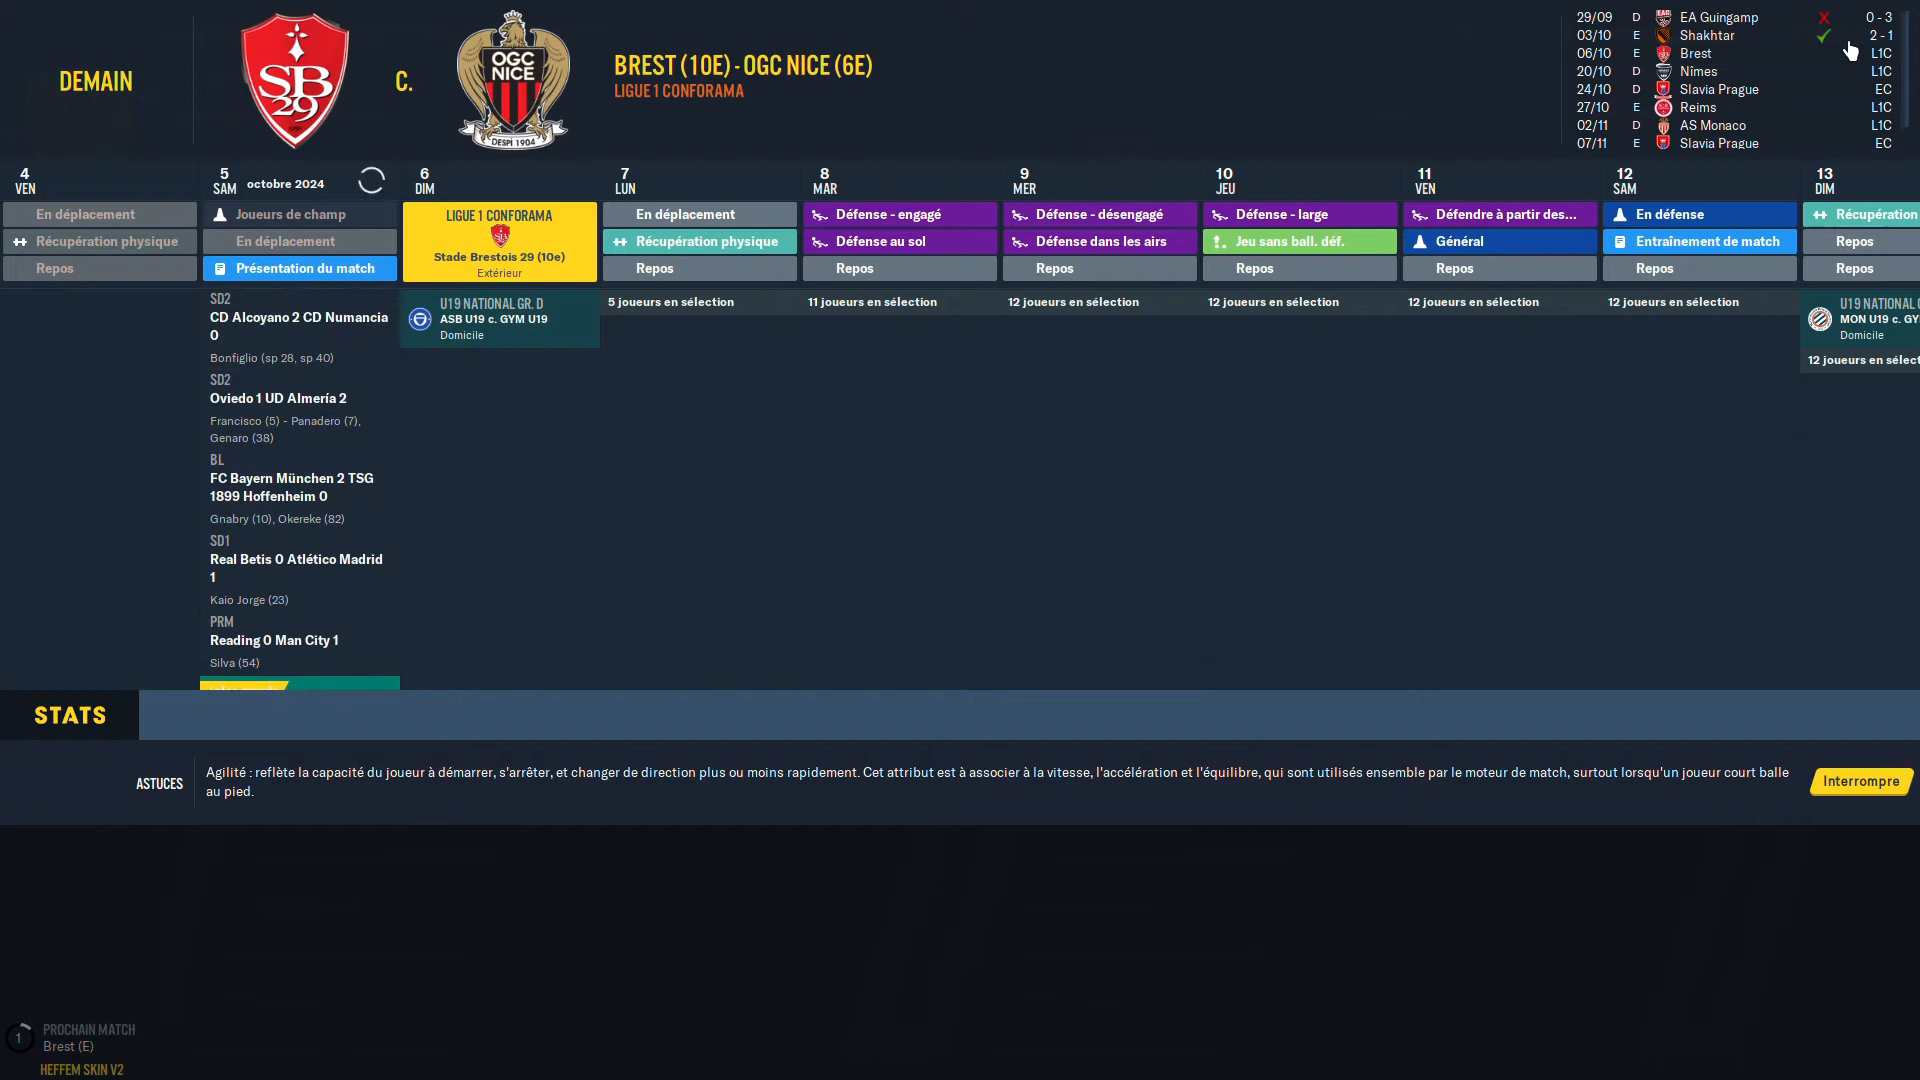 DEMAIN
SB
29
C.
OGC
NICE
DESPI 1904
BREST (10E) - OGC NICE (6E)
LIGUE 1 CONFORAMA
29/09 D EA Guingamp 0 - 3
03/10 E Shakhtar 2 - 1
06/10 E Brest L1C
20/10 D Nîmes L1C
24/10 D Slavia Prague EC
27/10 E Reims L1C
02/11 D AS Monaco L1C
07/11 E Slavia Prague EC
4
VEN
En déplacement
Récupération physique
Repos
5
SAM octobre 2024
Joueurs de champ
En déplacement
Présentation du match
SD2
CD Alcoyano 2 CD Numancia
0
Bonfiglio (sp 28, sp 40)
SD2
Oviedo 1 UD Almería 2
Francisco (5) - Panadero (7),
Genaro (38)
BL
FC Bayern München 2 TSG
1899 Hoffenheim 0
Gnabry (10), Okereke (82)
SD1
Real Betis 0 Atlético Madrid
1
Kaio Jorge (23)
PRM
Reading 0 Man City 1
Silva (54)
6
DIM
LIGUE 1 CONFORAMA
Stade Brestois 29 (10e)
Extérieur
U19 NATIONAL GR. D
ASB U19 c. GYM U19
Domicile
7
LUN
En déplacement
Récupération physique
Repos
5 joueurs en sélection
8
MAR
Défense - engagé
Défense au sol
Repos
11 joueurs en sélection
9
MER
Défense - désengagé
Défense dans les airs
Repos
12 joueurs en sélection
10
JEU
Défense - large
Jeu sans ball. déf.
Repos
12 joueurs en sélection
11
VEN
Défendre à partir des...
Général
Repos
12 joueurs en sélection
12
SAM
En défense
Entraînement de match
Repos
12 joueurs en sélection
13
DIM
Récupération
Repos
Repos
U19 NATIONAL
MON U19 c. GY
Domicile
12 joueurs en sélect
STATS
ASTUCES
Agilité : reflète la capacité du joueur à démarrer, s'arrêter, et changer de direction plus ou moins rapidement. Cet attribut est à associer à la vitesse, l'accélération et l'équilibre, qui sont utilisés ensemble par le moteur de match, surtout lorsqu'un joueur court balle
au pied.
Interrompre
1
PROCHAIN MATCH
Brest (E)
HEFFEM SKIN V2